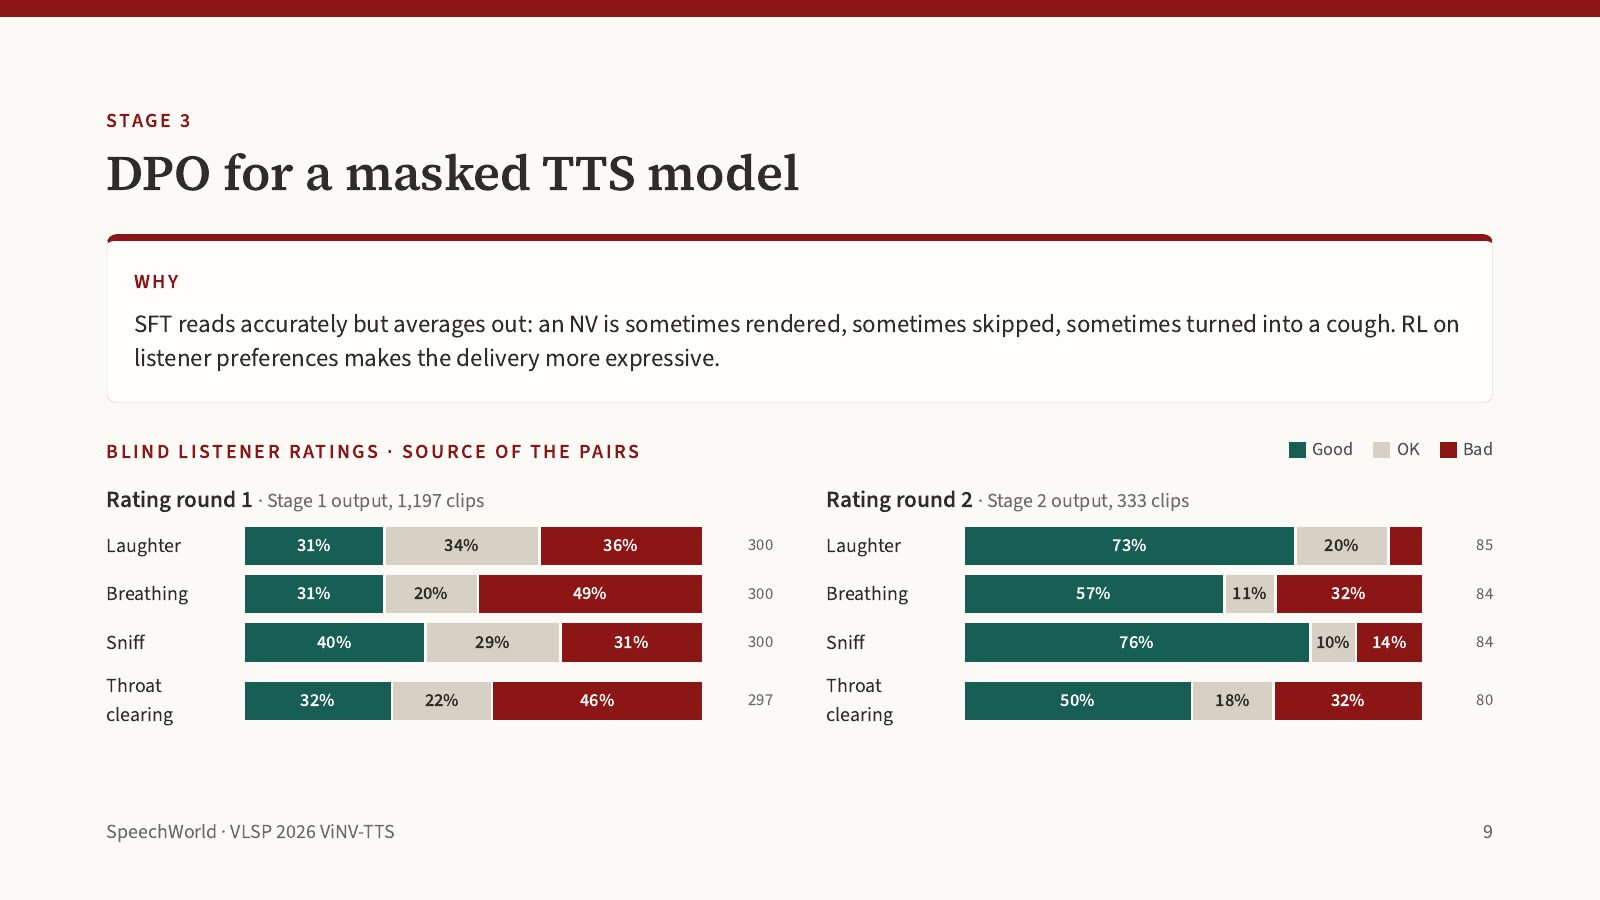 STAGE 3
DPO for a masked TTS model
WHY
SFT reads accurately but averages out: an NV is sometimes rendered, sometimes skipped, sometimes turned into a cough. RL on
listener preferences makes the delivery more expressive.
BLIND LISTENER RATINGS · SOURCE OF THE PAIRS
Good OK Bad
Rating round 1 · Stage 1 output, 1,197 clips
Laughter 31% 34% 36% 300
Breathing 31% 20% 49% 300
Sniff 40% 29% 31% 300
Throat
clearing 32% 22% 46% 297
Rating round 2 · Stage 2 output, 333 clips
Laughter 73% 20% 85
Breathing 57% 11% 32% 84
Sniff 76% 10% 14% 84
Throat
clearing 50% 18% 32% 80
SpeechWorld · VLSP 2026 ViNV-TTS
9